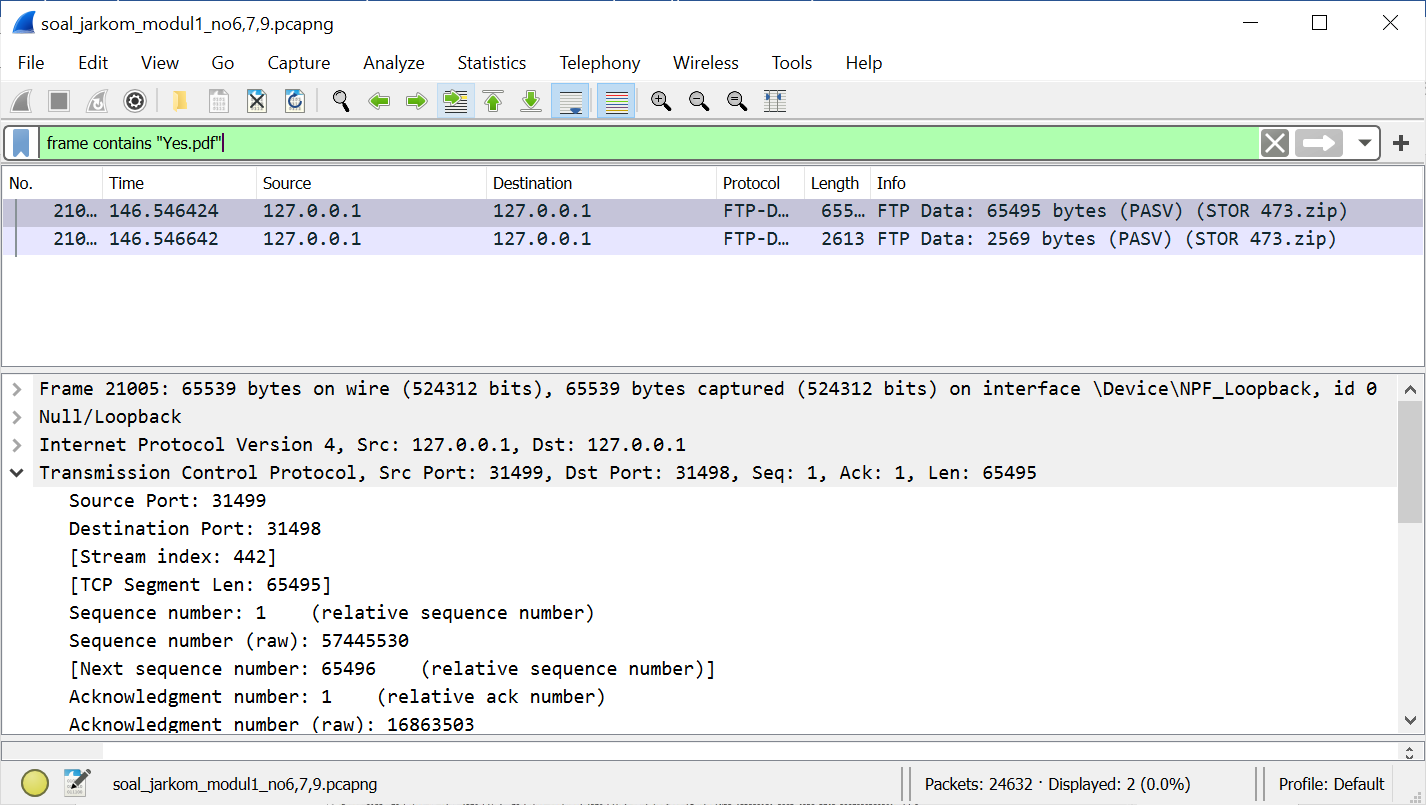 soal_jarkom_modul1_no6,7,9.pcapng
File Edit View Go Capture Analyze Statistics Telephony Wireless Tools Help
frame contains "Yes.pdf"
No. Time Source Destination Protocol Length Info
210… 146.546424 127.0.0.1 127.0.0.1 FTP-D… 655… FTP Data: 65495 bytes (PASV) (STOR 473.zip)
210… 146.546642 127.0.0.1 127.0.0.1 FTP-D… 2613 FTP Data: 2569 bytes (PASV) (STOR 473.zip)
Frame 21005: 65539 bytes on wire (524312 bits), 65539 bytes captured (524312 bits) on interface \Device\NPF_Loopback, id 0
Null/Loopback
Internet Protocol Version 4, Src: 127.0.0.1, Dst: 127.0.0.1
Transmission Control Protocol, Src Port: 31499, Dst Port: 31498, Seq: 1, Ack: 1, Len: 65495
Source Port: 31499
Destination Port: 31498
[Stream index: 442]
[TCP Segment Len: 65495]
Sequence number: 1 (relative sequence number)
Sequence number (raw): 57445530
[Next sequence number: 65496 (relative sequence number)]
Acknowledgment number: 1 (relative ack number)
Acknowledgment number (raw): 16863503
soal_jarkom_modul1_no6,7,9.pcapng Packets: 24632 · Displayed: 2 (0.0%) Profile: Default